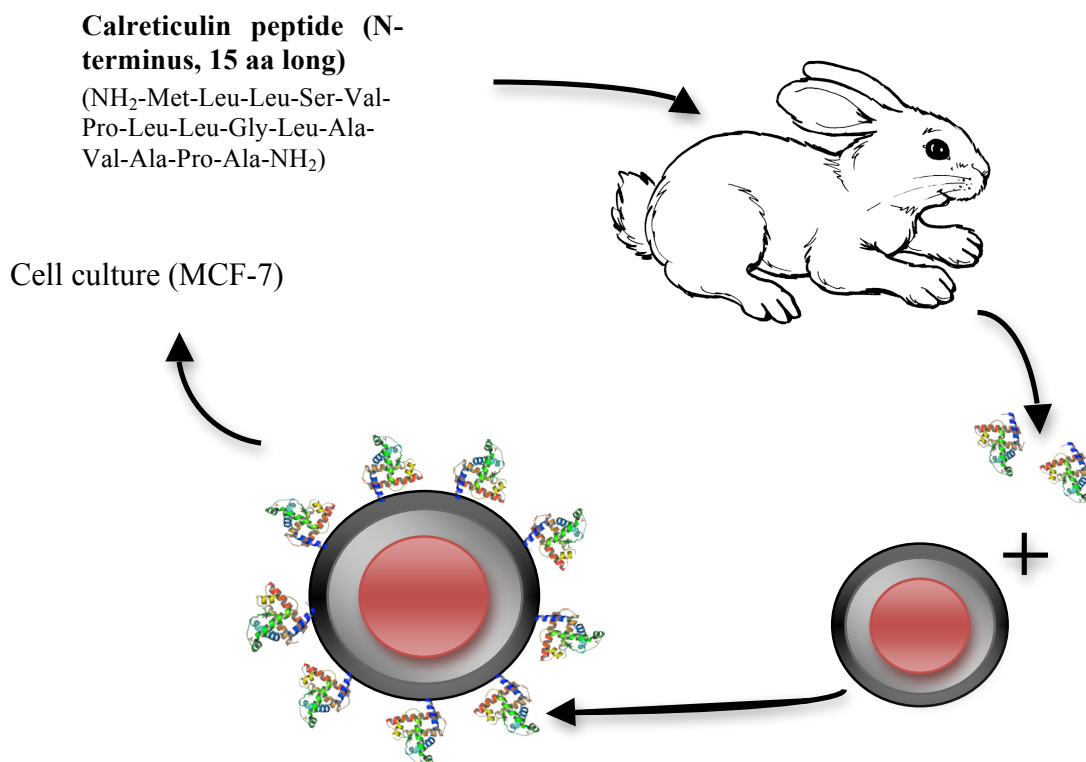 Calreticulin peptide (N-
terminus, 15 aa long)
(NH₂-Met-Leu-Leu-Ser-Val-
Pro-Leu-Leu-Gly-Leu-Ala-
Val-Ala-Pro-Ala-NH₂)
Cell culture (MCF-7)
+